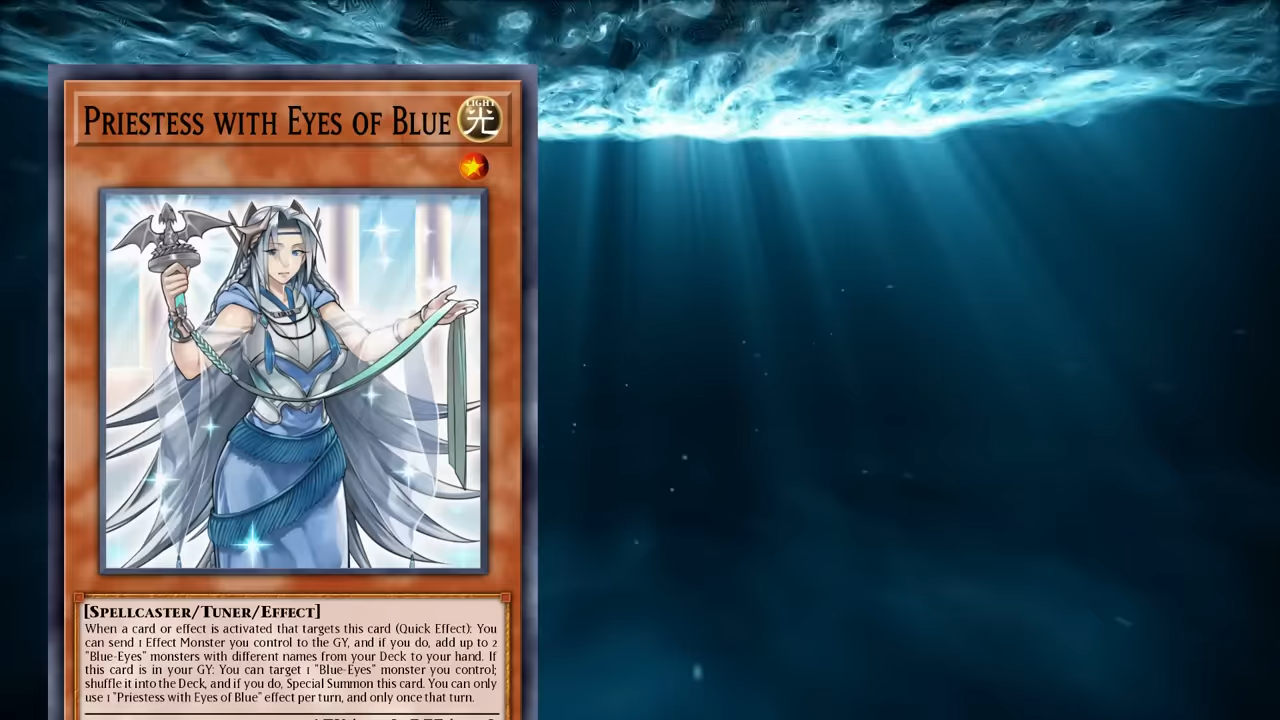 PRIESTESS WITH EYES OF BLUE
LIGHT
光
[SPELLCASTER/TUNER/EFFECT]
When a card or effect is activated that targets this card (Quick Effect): You
can send 1 Effect Monster you control to the GY, and if you do, add up to 2
"Blue-Eyes" monsters with different names from your Deck to your hand. If
this card is in your GY: You can target 1 "Blue-Eyes" monster you control;
shuffle it into the Deck, and if you do, Special Summon this card. You can only
use 1 "Priestess with Eyes of Blue" effect per turn, and only once that turn.